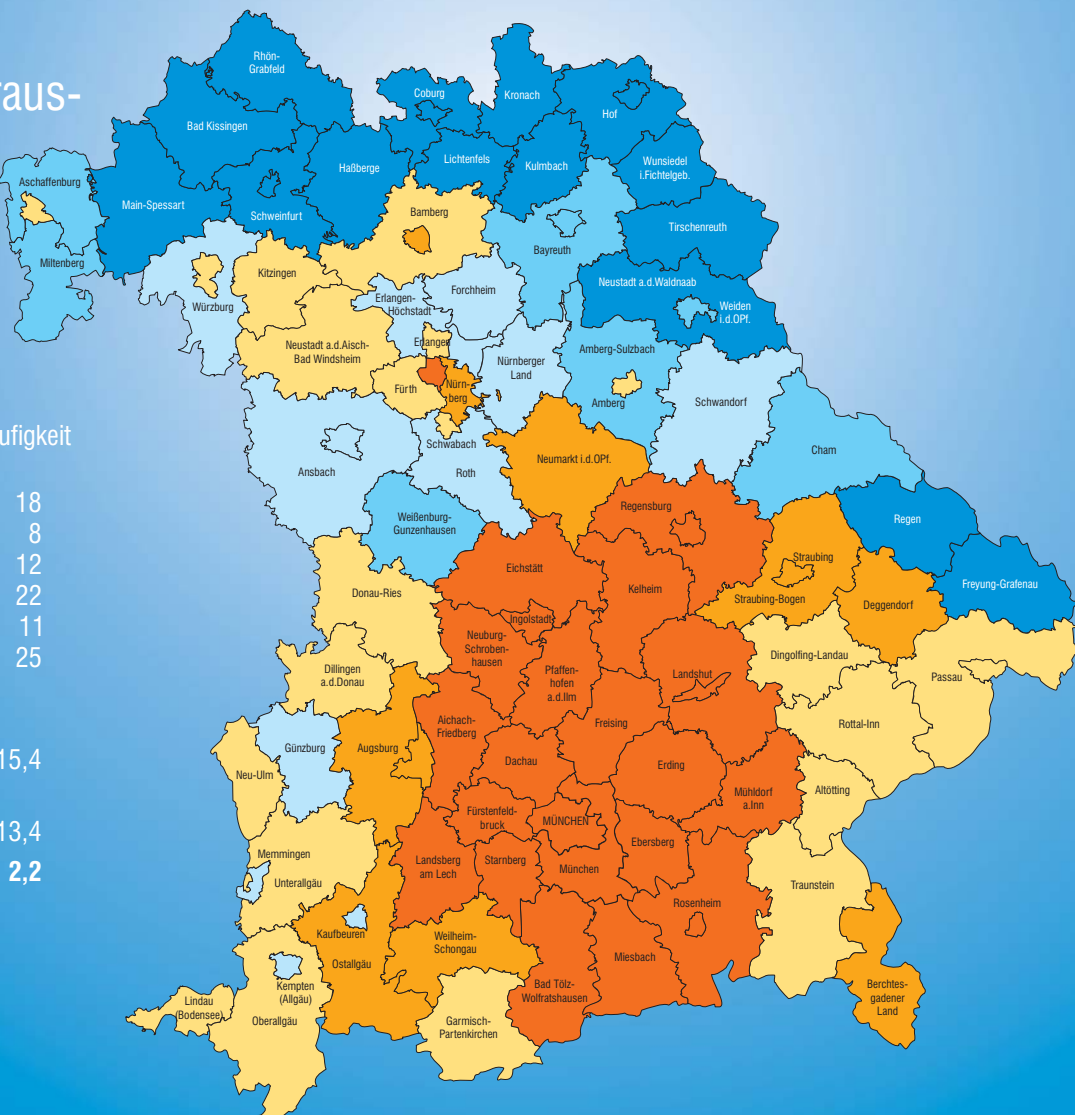 raus-
ufigkeit
18
8
12
22
11
25
15,4
13,4
2,2
Rhön-
Grabfeld
Coburg
Kronach
Hof
Bad Kissingen
Lichtenfels
Kulmbach
Wunsiedel
i.Fichtelgeb.
Haßberge
Aschaffenburg
Main-Spessart
Schweinfurt
Bamberg
Tirschenreuth
Bayreuth
Miltenberg
Kitzingen
Würzburg
Erlangen-
Höchstadt
Forchheim
Neustadt a.d.Waldnaab
Weiden
i.d.OPf.
Neustadt a.d.Aisch-
Bad Windsheim
Erlangen
Nürnberger
Land
Amberg-Sulzbach
Fürth
Nürn-
berg
Amberg
Schwandorf
Ansbach
Schwabach
Roth
Neumarkt i.d.OPf.
Cham
Weißenburg-
Gunzenhausen
Regensburg
Regen
Eichstätt
Kelheim
Straubing
Straubing-Bogen
Deggendorf
Freyung-Grafenau
Donau-Ries
Ingolstadt
Neuburg-
Schroben-
hausen
Pfaffen-
hofen
a.d.Ilm
Landshut
Dingolfing-Landau
Passau
Dillingen
a.d.Donau
Aichach-
Friedberg
Freising
Rottal-Inn
Günzburg
Augsburg
Dachau
Erding
Neu-Ulm
Mühldorf
a.Inn
Altötting
Fürstenfeld-
bruck
MÜNCHEN
Ebersberg
Memmingen
Unterallgäu
Landsberg
am Lech
Starnberg
München
Traunstein
Rosenheim
Kaufbeuren
Ostallgäu
Weilheim-
Schongau
Miesbach
Bad Tölz-
Wolfratshausen
Berchtes-
gadener
Land
Kempten
(Allgäu)
Lindau
(Bodensee)
Oberallgäu
Garmisch-
Partenkirchen